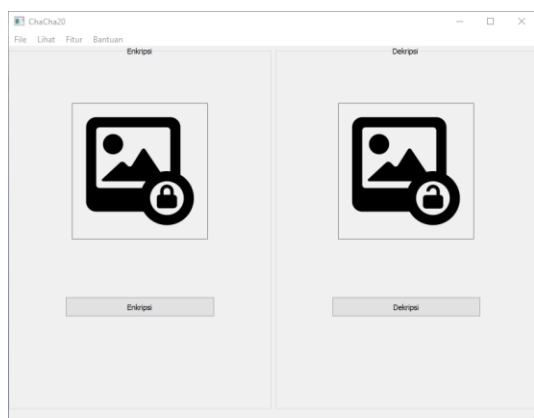 ChaCha20
File Lihat Fitur Bantuan
Enkripsi
Dekripsi
Enkripsi
Dekripsi